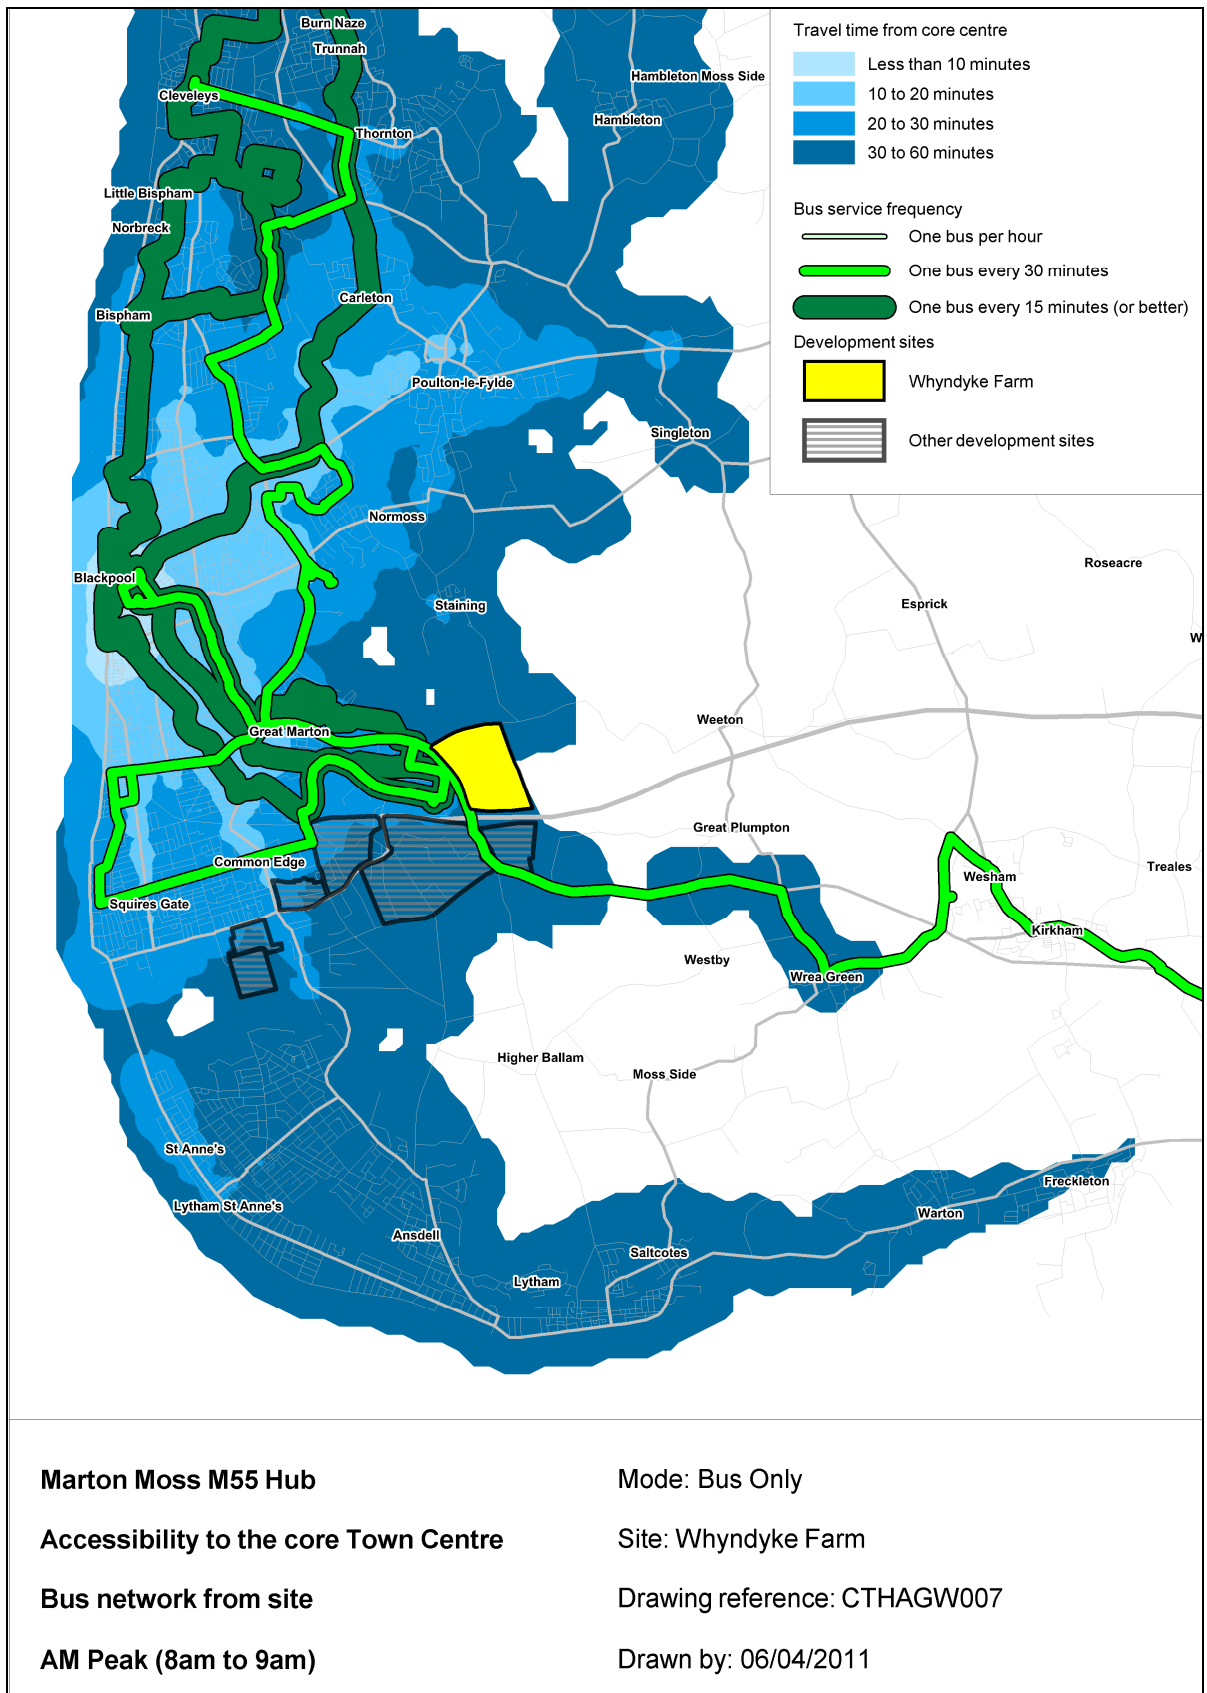 Burn Naze
Trunnah
Hambleton Moss Side
Cleveleys
Hambleton
Thornton
Little Bispham
Norbreck
Carleton
Bispham
Poulton-le-Fylde
Singleton
Normoss
Blackpool
Staining
Roseacre
Esprick
W
Weeton
Great Marton
Great Plumpton
Common Edge
Treales
Wesham
Squires Gate
Kirkham
Westby
Wrea Green
Higher Ballam
Moss Side
St Anne's
Freckleton
Lytham St Anne's
Warton
Ansdell
Saltcotes
Lytham
Travel time from core centre
Less than 10 minutes
10 to 20 minutes
20 to 30 minutes
30 to 60 minutes
Bus service frequency
One bus per hour
One bus every 30 minutes
One bus every 15 minutes (or better)
Development sites
Whyndyke Farm
Other development sites
Marton Moss M55 Hub
Accessibility to the core Town Centre
Bus network from site
AM Peak (8am to 9am)
Mode: Bus Only
Site: Whyndyke Farm
Drawing reference: CTHAGW007
Drawn by: 06/04/2011